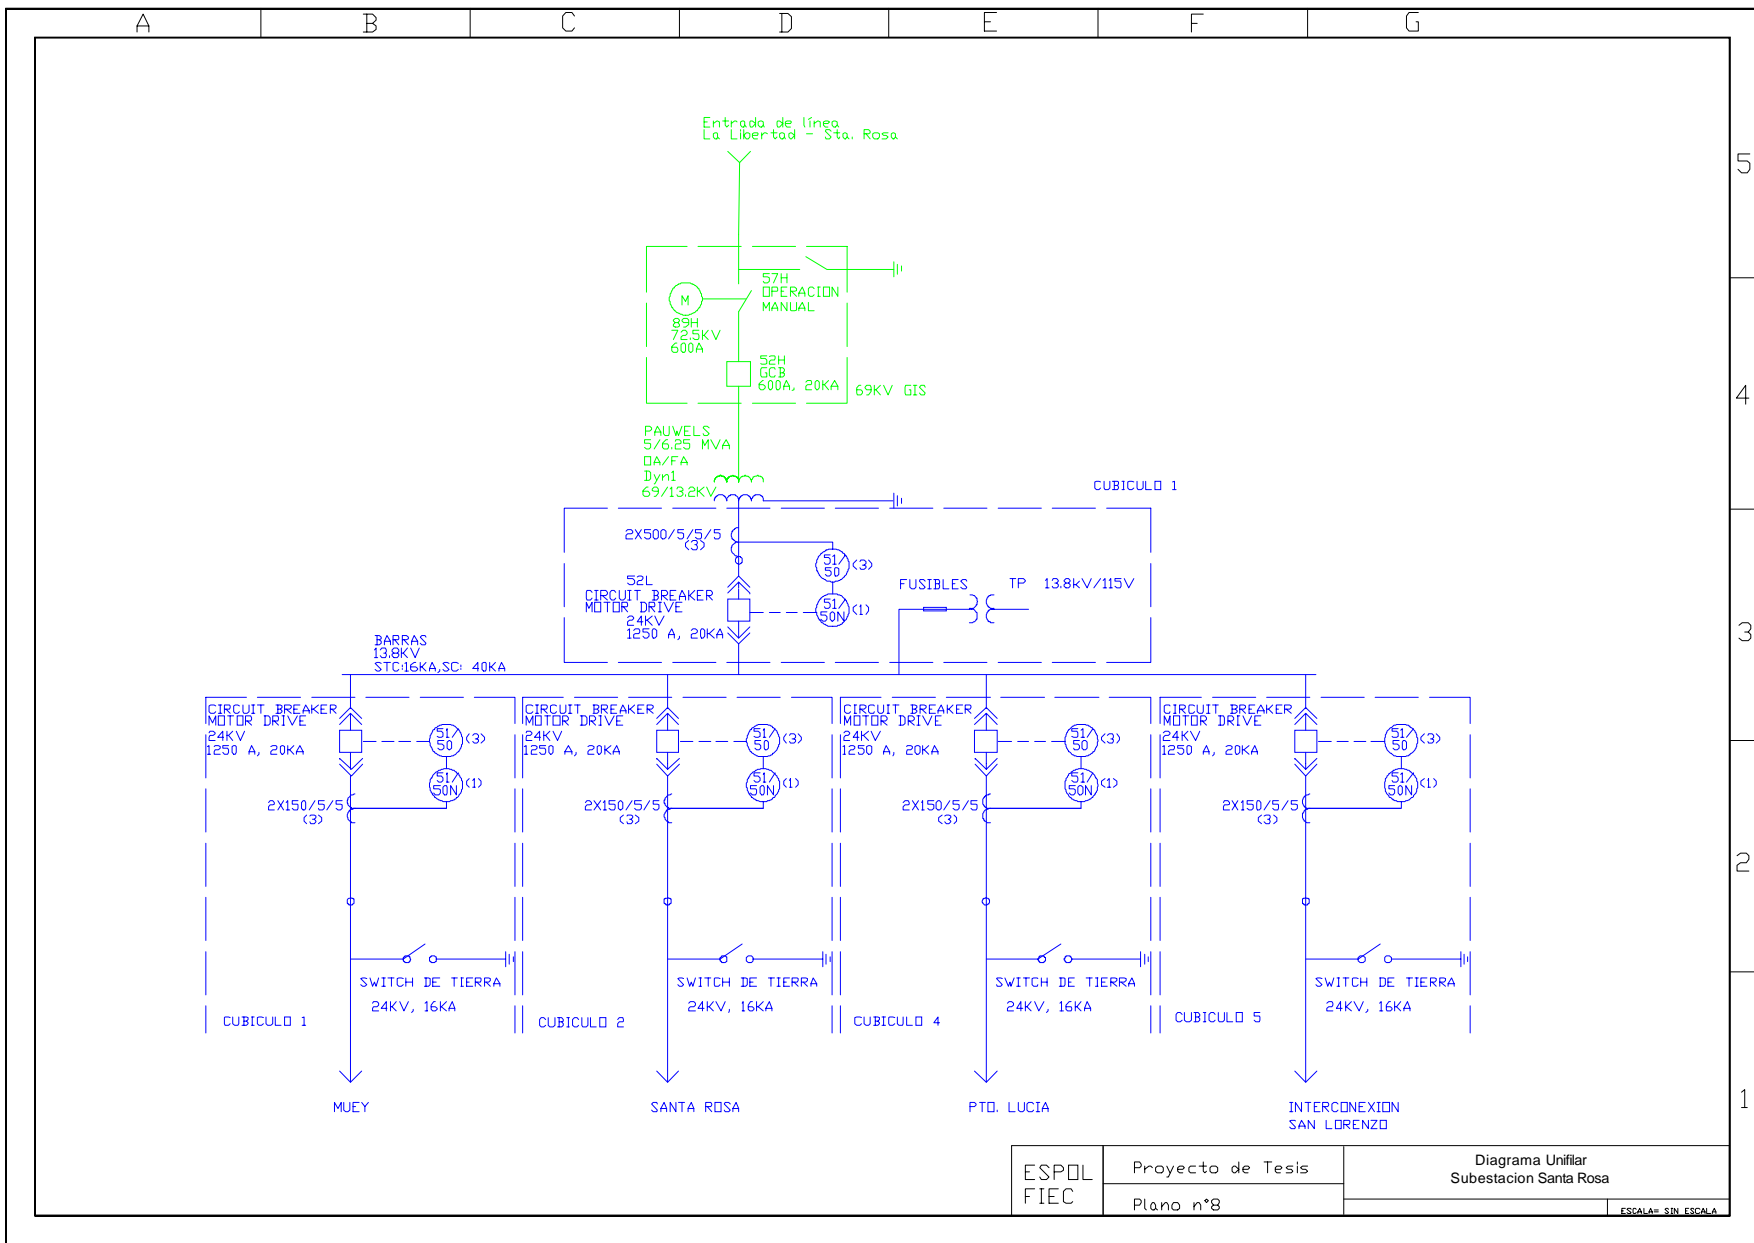 A B C D E F G
5
4
3
2
1
Entrada de línea
La Libertad - Sta. Rosa
57H
OPERACION
MANUAL
M
89H
72.5KV
600A
52H
GCB
600A, 20KA
69KV GIS
PAUWELS
5/6.25 MVA
OA/FA
Dyn1
69/13.2KV
CUBICULO 1
2X500/5/5/5
(3)
51/
50
(3)
52L
CIRCUIT BREAKER
MOTOR DRIVE
24KV
1250 A, 20KA
51/
50N
(1)
FUSIBLES
TP 13.8kV/115V
BARRAS
13.8KV
STC:16KA,SC: 40KA
CIRCUIT BREAKER
MOTOR DRIVE
24KV
1250 A, 20KA
51/
50
(3)
51/
50N
(1)
2X150/5/5
(3)
SWITCH DE TIERRA
24KV, 16KA
CUBICULO 1
MUEY
CIRCUIT BREAKER
MOTOR DRIVE
24KV
1250 A, 20KA
51/
50
(3)
51/
50N
(1)
2X150/5/5
(3)
SWITCH DE TIERRA
24KV, 16KA
CUBICULO 2
SANTA ROSA
CIRCUIT BREAKER
MOTOR DRIVE
24KV
1250 A, 20KA
51/
50
(3)
51/
50N
(1)
2X150/5/5
(3)
SWITCH DE TIERRA
24KV, 16KA
CUBICULO 4
PTO. LUCIA
CIRCUIT BREAKER
MOTOR DRIVE
24KV
1250 A, 20KA
51/
50
(3)
51/
50N
(1)
2X150/5/5
(3)
SWITCH DE TIERRA
24KV, 16KA
CUBICULO 5
INTERCONEXION
SAN LORENZO
ESPOL
FIEC
Proyecto de Tesis
Plano n°8
Diagrama Unifilar
Subestacion Santa Rosa
ESCALA= SIN ESCALA